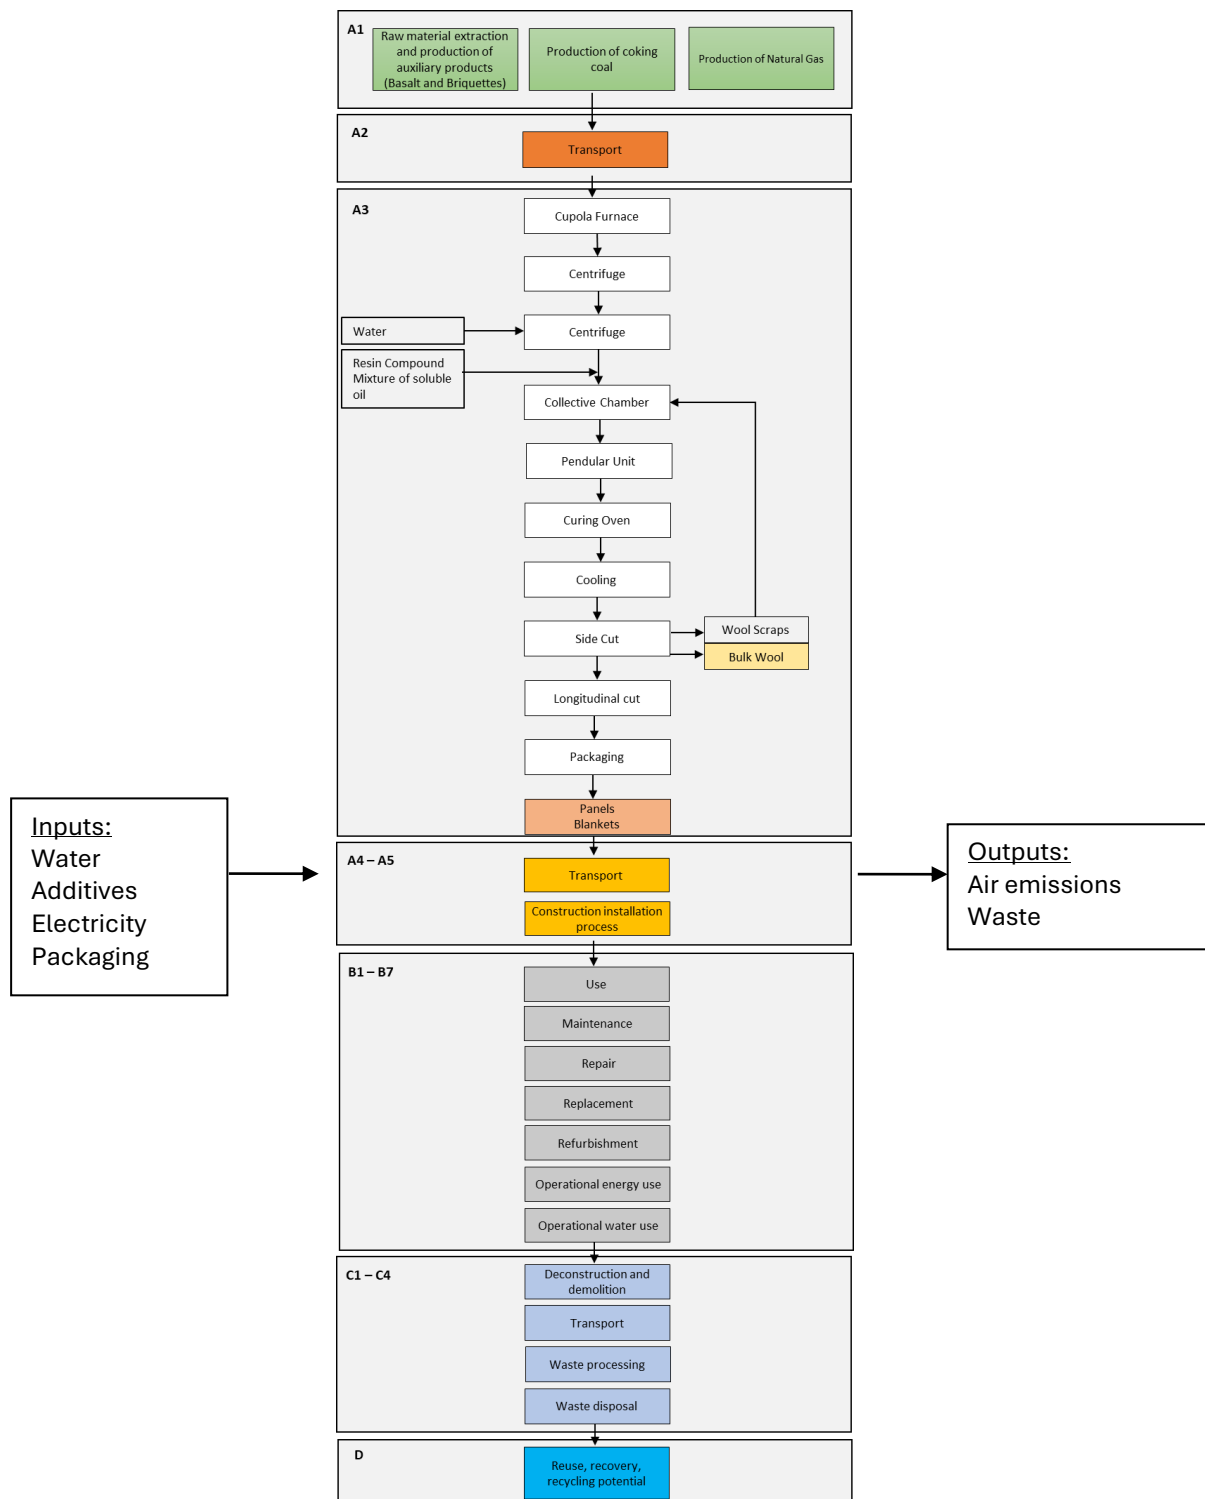 A1
Raw material extraction
and production of
auxiliary products
(Basalt and Briquettes)
Production of coking
coal
Production of Natural Gas
A2
Transport
A3
Cupola Furnace
Centrifuge
Water
Centrifuge
Resin Compound
Mixture of soluble
oil
Collective Chamber
Pendular Unit
Curing Oven
Cooling
Side Cut
Wool Scraps
Bulk Wool
Longitudinal cut
Packaging
Panels
Blankets
Inputs:
Water
Additives
Electricity
Packaging
A4 – A5
Transport
Construction installation
process
Outputs:
Air emissions
Waste
B1 – B7
Use
Maintenance
Repair
Replacement
Refurbishment
Operational energy use
Operational water use
C1 – C4
Deconstruction and
demolition
Transport
Waste processing
Waste disposal
D
Reuse, recovery,
recycling potential